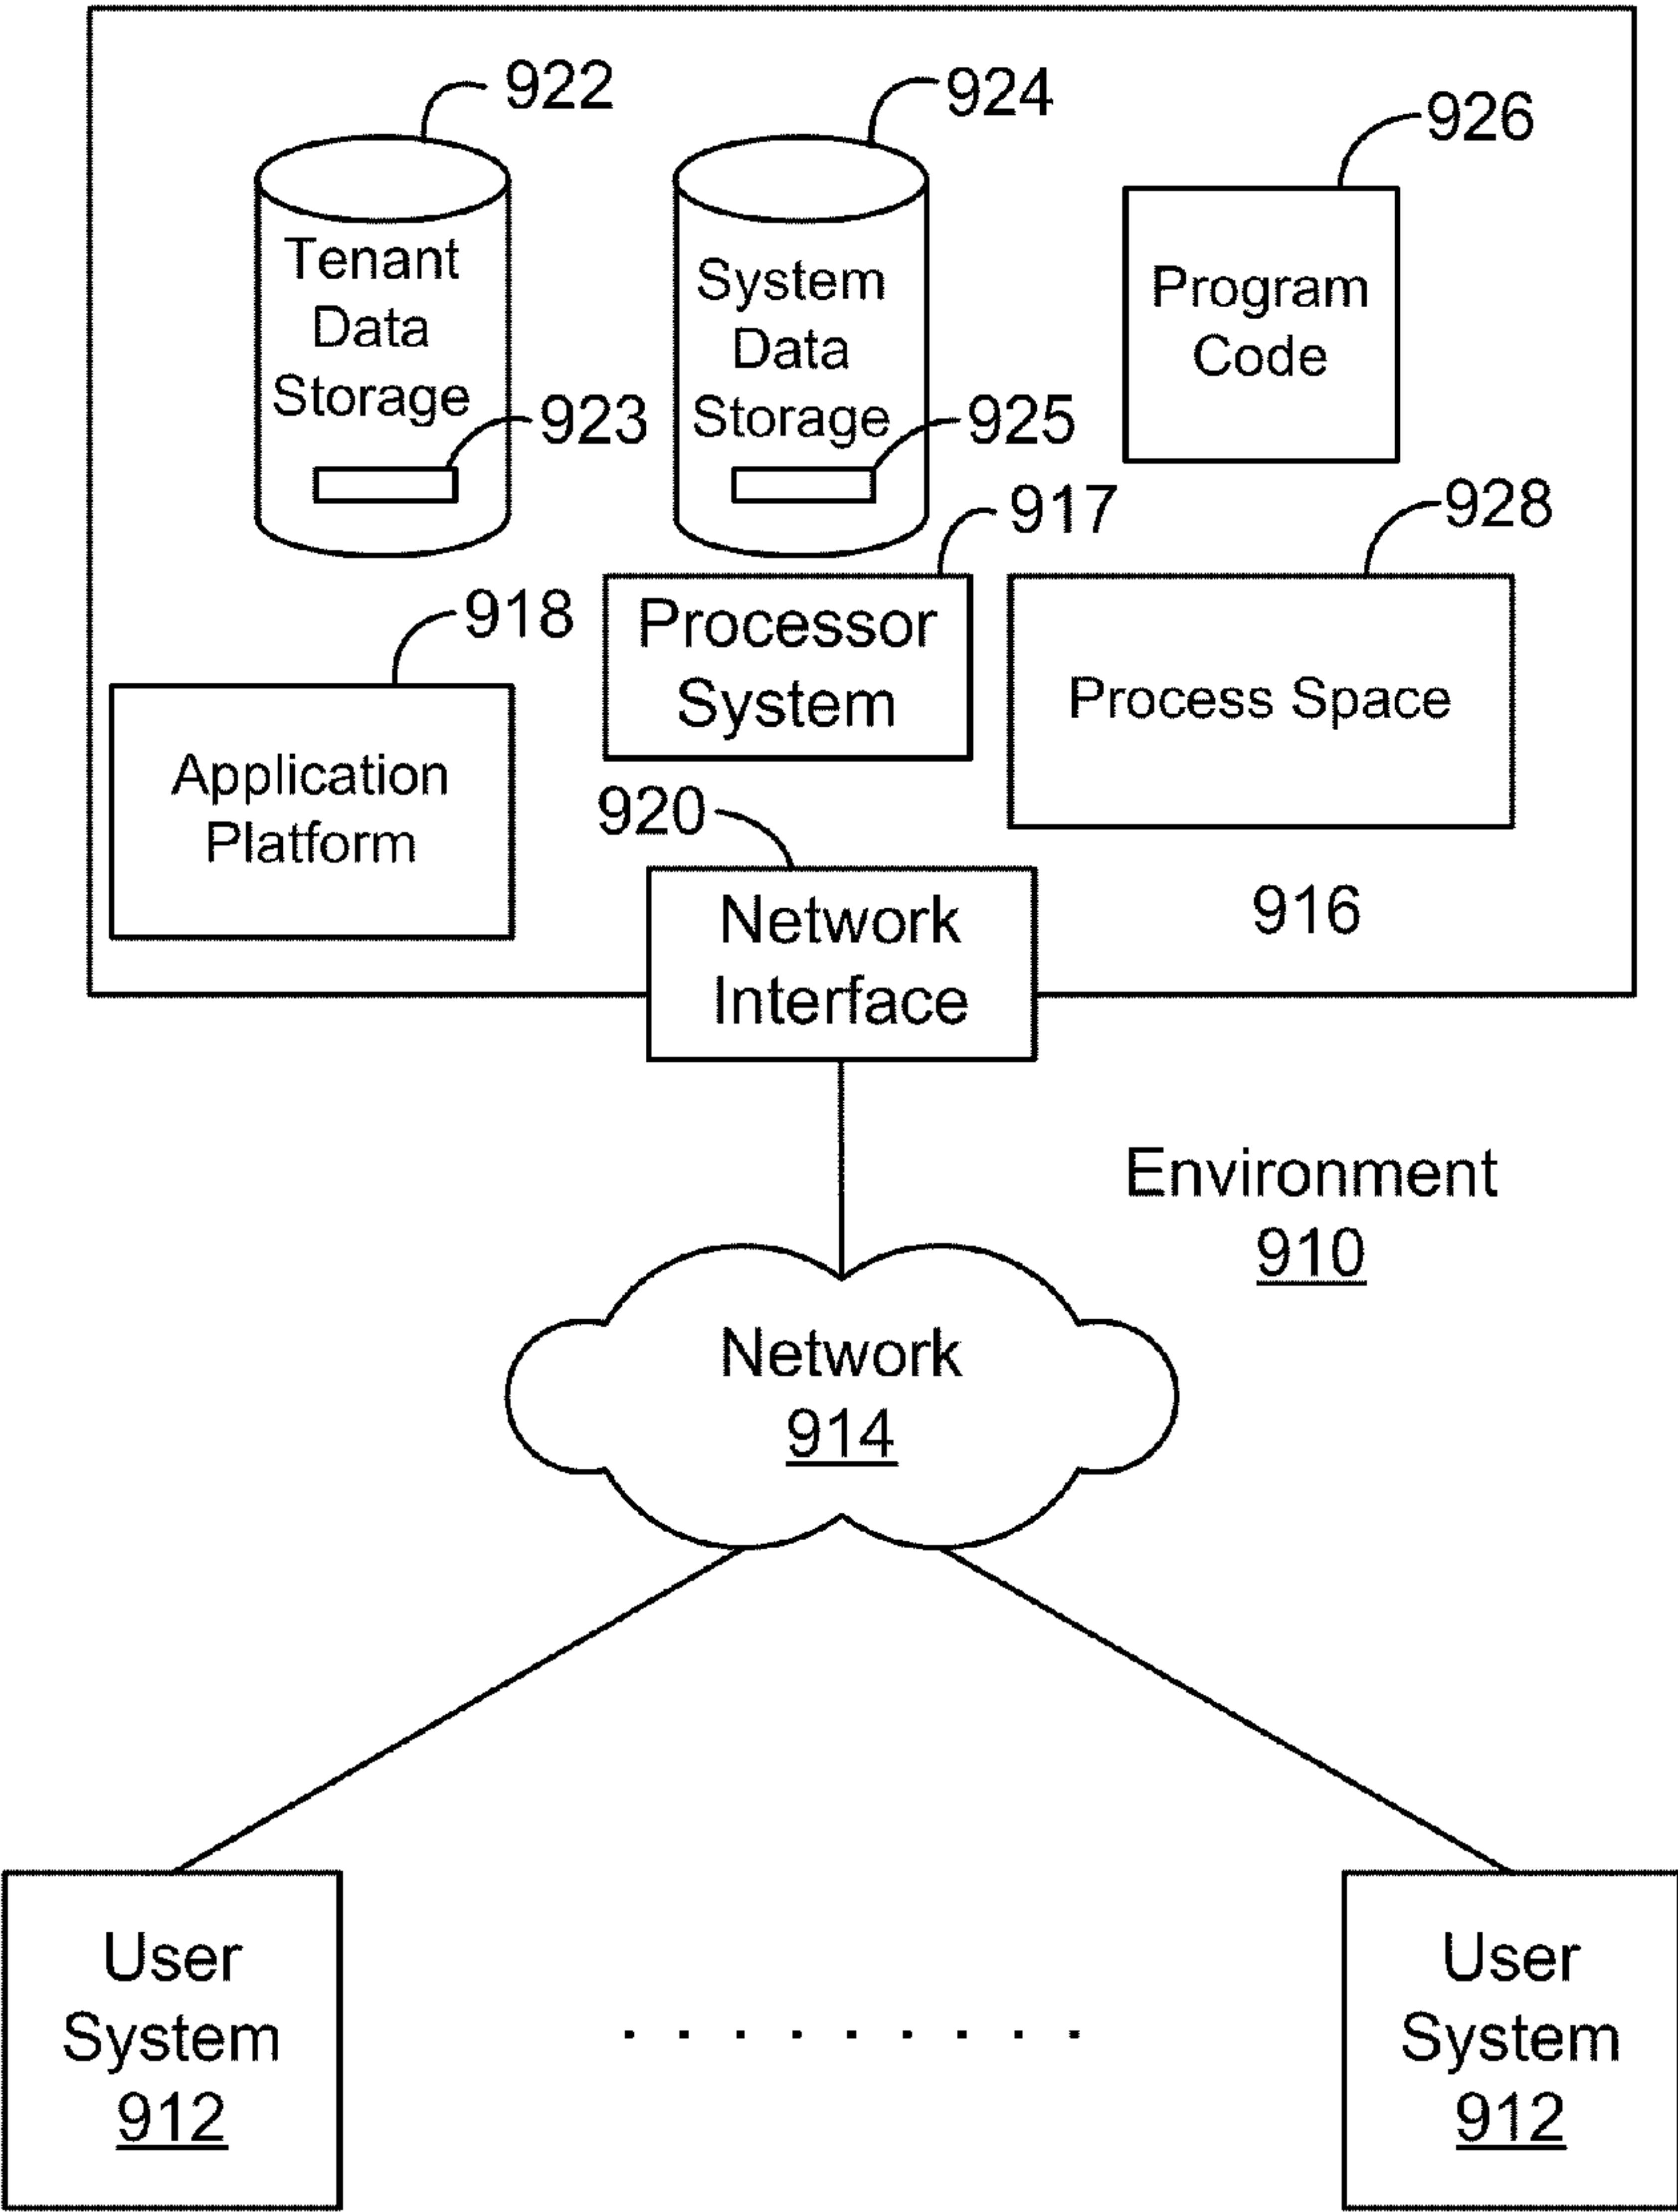 922
924
926
Tenant
Data
Storage
923
System
Data
Storage
925
Program
Code
917
928
918
Processor
System
Process Space
Application
Platform
920
Network
Interface
916
Environment
910
Network
914
User
System
912
. . . . . . . . .
User
System
912